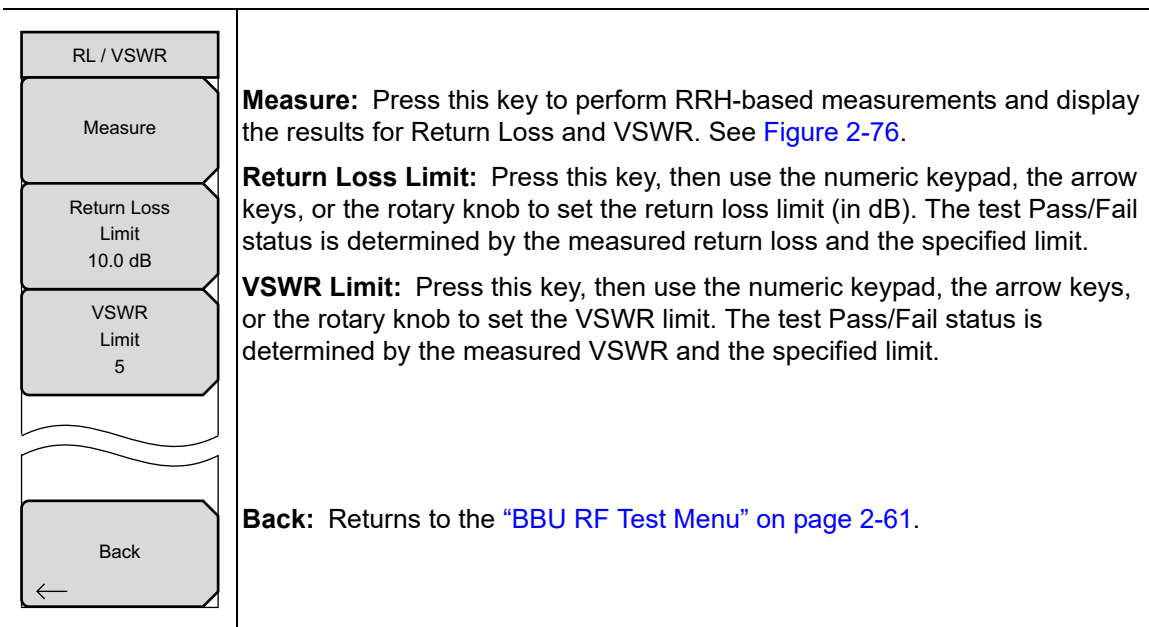 RL / VSWR
Measure
Return Loss
Limit
10.0 dB
VSWR
Limit
5
Back
Measure: Press this key to perform RRH-based measurements and display
the results for Return Loss and VSWR. See Figure 2-76.
Return Loss Limit: Press this key, then use the numeric keypad, the arrow
keys, or the rotary knob to set the return loss limit (in dB). The test Pass/Fail
status is determined by the measured return loss and the specified limit.
VSWR Limit: Press this key, then use the numeric keypad, the arrow keys,
or the rotary knob to set the VSWR limit. The test Pass/Fail status is
determined by the measured VSWR and the specified limit.
Back: Returns to the “BBU RF Test Menu” on page 2-61.